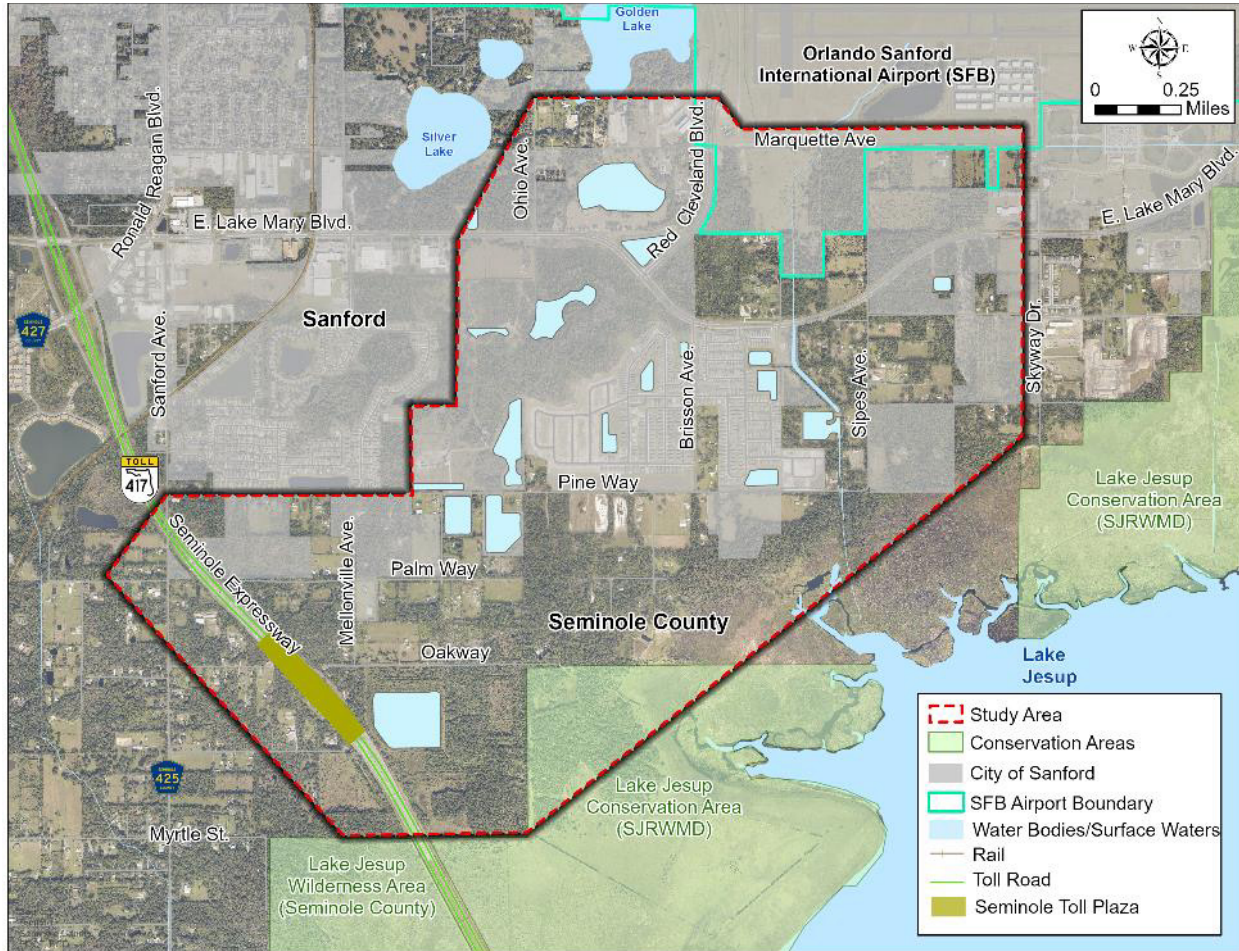 Golden
Lake
Orlando Sanford
International Airport (SFB)
N
W E
S
0 0.25
Miles
Silver
Lake
Ronald Reagan Blvd.
Ohio Ave.
Red Cleveland Blvd.
Marquette Ave
E. Lake Mary Blvd.
E. Lake Mary Blvd.
Sanford
427
Sanford Ave.
Brisson Ave.
Sipes Ave.
Skyway Dr.
TOLL
417
Pine Way
Lake Jesup
Conservation Area
(SJRWMD)
Seminole Expressway
Mellonville Ave.
Palm Way
Seminole County
Oakway
Lake
Jesup
425
Myrtle St.
Lake Jesup
Conservation Area
(SJRWMD)
Lake Jesup
Wilderness Area
(Seminole County)
Study Area
Conservation Areas
City of Sanford
SFB Airport Boundary
Water Bodies/Surface Waters
Rail
Toll Road
Seminole Toll Plaza